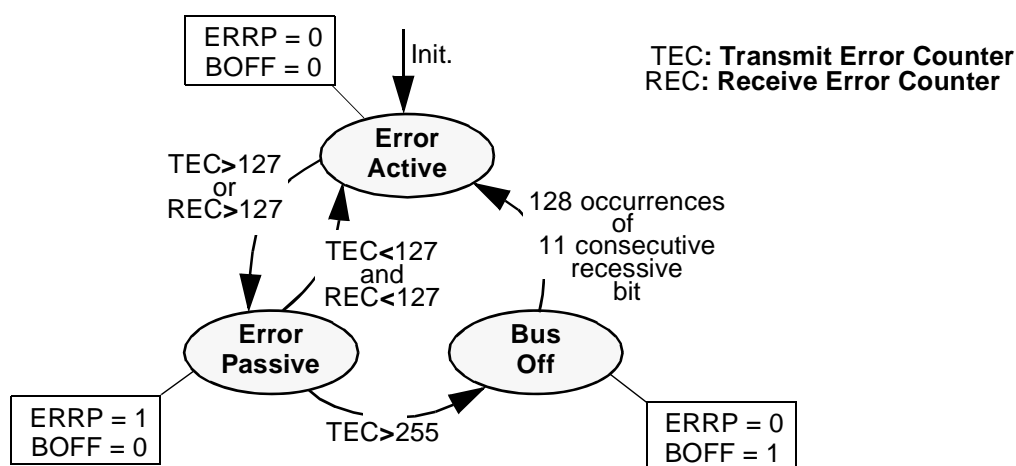 ERRP = 0
BOFF = 0
Init.
TEC: Transmit Error Counter
REC: Receive Error Counter
Error
Active
TEC>127
or
REC>127
TEC<127
and
REC<127
128 occurrences
of
11 consecutive
recessive
bit
Error
Passive
Bus
Off
ERRP = 1
BOFF = 0
TEC>255
ERRP = 0
BOFF = 1